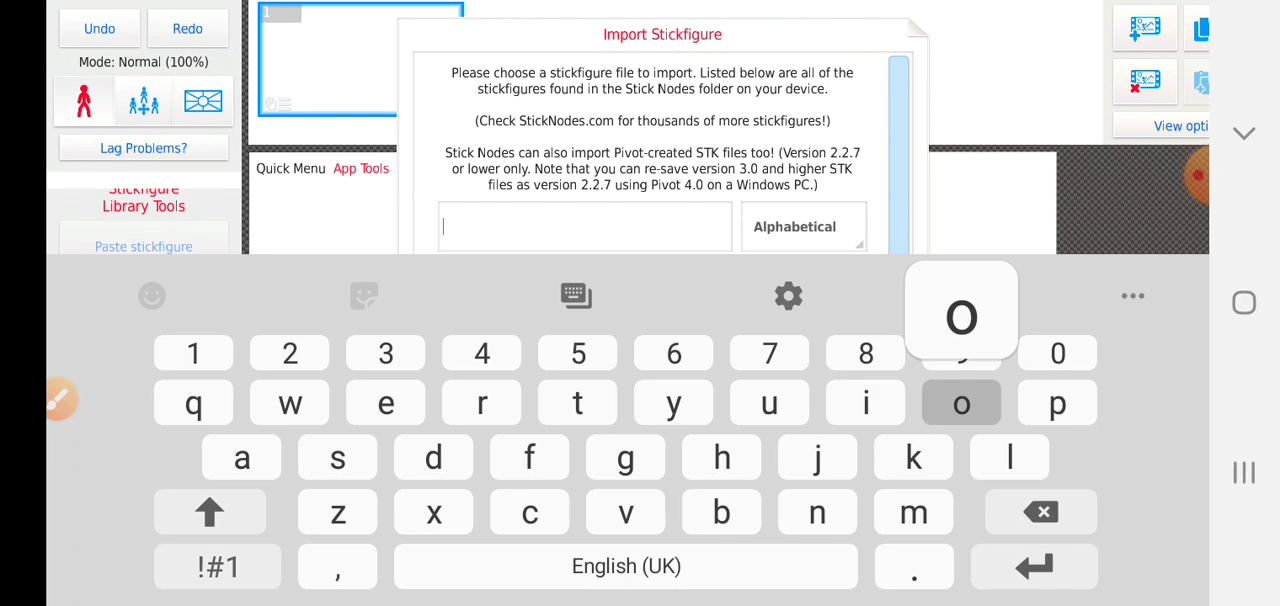 Undo
Redo
Mode: Normal (100%)
Lag Problems?
Stickfigure
Library Tools
Paste stickfigure
1
Quick Menu App Tools
Import Stickfigure
Please choose a stickfigure file to import. Listed below are all of the
stickfigures found in the Stick Nodes folder on your device.
(Check StickNodes.com for thousands of more stickfigures!)
Stick Nodes can also import Pivot-created STK files too! (Version 2.2.7
or lower only. Note that you can re-save version 3.0 and higher STK
files as version 2.2.7 using Pivot 4.0 on a Windows PC.)
Alphabetical
View opti
o
1 2 3 4 5 6 7 8 0
q w e r t y u i o p
a s d f g h j k l
z x c v b n m
!#1 , English (UK) .